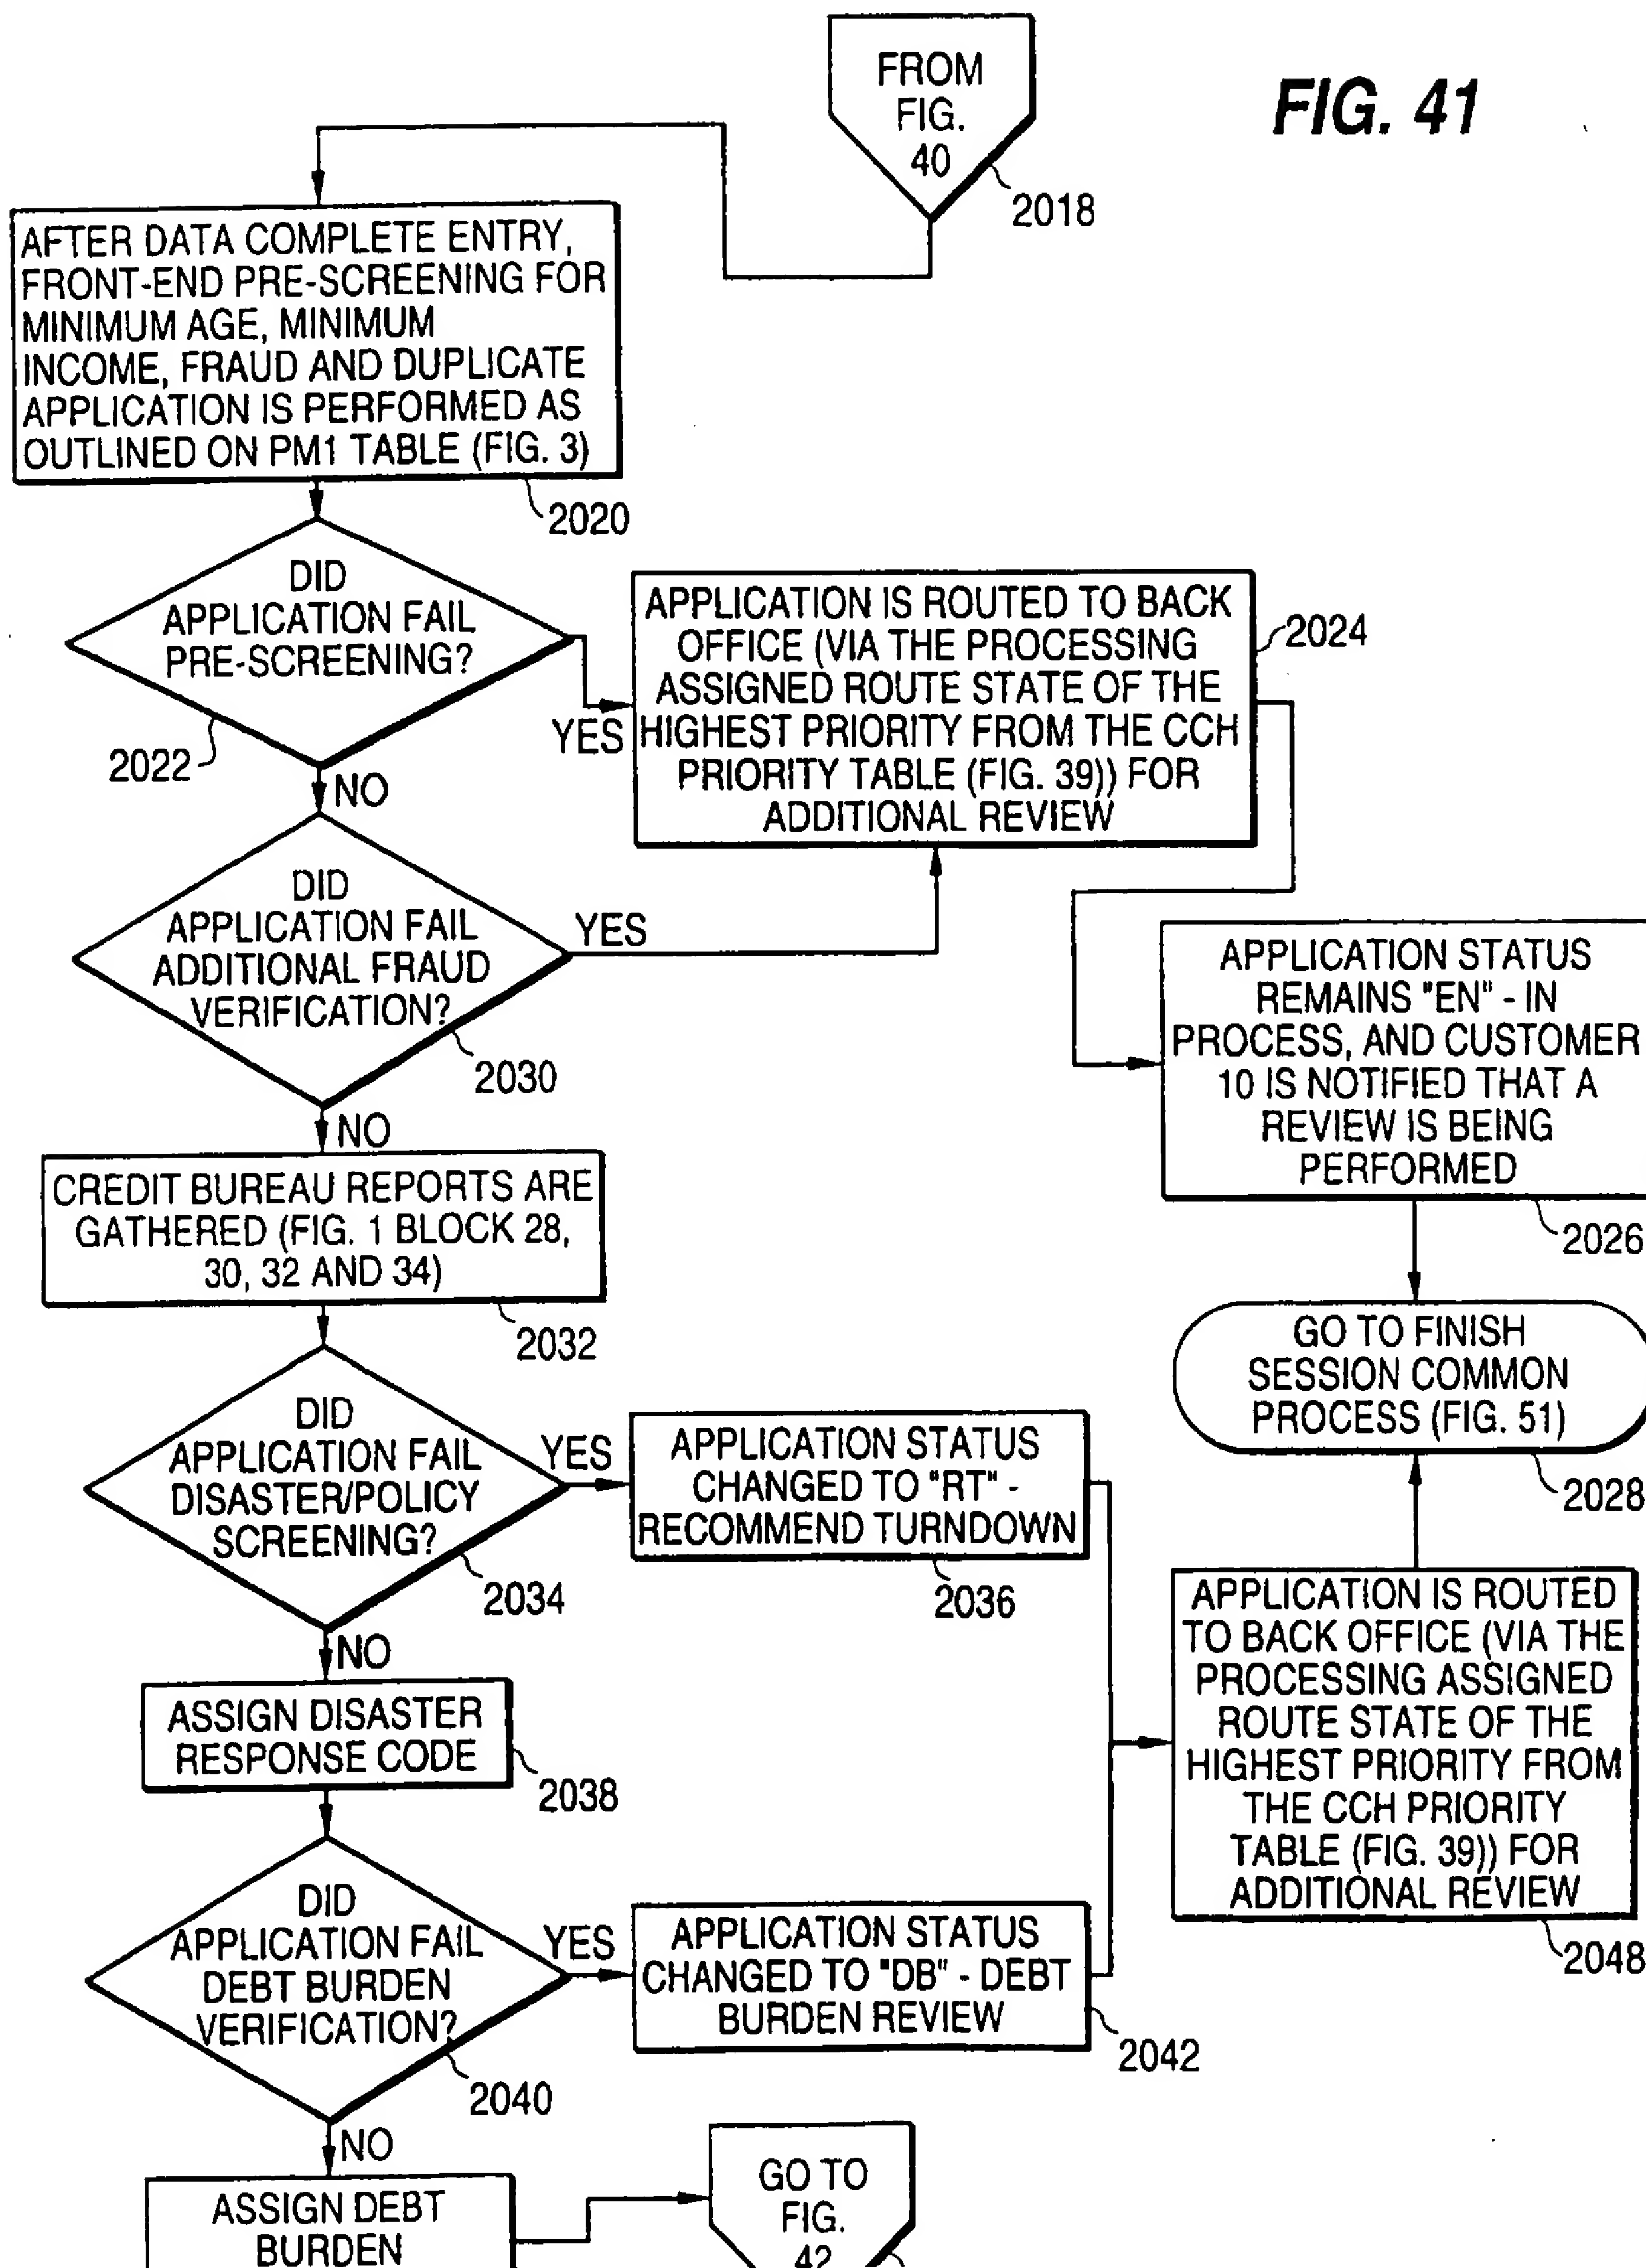 FROM
FIG.
40
FIG. 41
2018
AFTER DATA COMPLETE ENTRY,
FRONT-END PRE-SCREENING FOR
MINIMUM AGE, MINIMUM
INCOME, FRAUD AND DUPLICATE
APPLICATION IS PERFORMED AS
OUTLINED ON PM1 TABLE (FIG. 3)
2020
DID
APPLICATION FAIL
PRE-SCREENING?
2022
YES
NO
APPLICATION IS ROUTED TO BACK
OFFICE (VIA THE PROCESSING
ASSIGNED ROUTE STATE OF THE
HIGHEST PRIORITY FROM THE CCH
PRIORITY TABLE (FIG. 39)) FOR
ADDITIONAL REVIEW
2024
DID
APPLICATION FAIL
ADDITIONAL FRAUD
VERIFICATION?
YES
2030
NO
APPLICATION STATUS
REMAINS "EN" - IN
PROCESS, AND CUSTOMER
10 IS NOTIFIED THAT A
REVIEW IS BEING
PERFORMED
2026
CREDIT BUREAU REPORTS ARE
GATHERED (FIG. 1 BLOCK 28,
30, 32 AND 34)
2032
GO TO FINISH
SESSION COMMON
PROCESS (FIG. 51)
2028
DID
APPLICATION FAIL
DISASTER/POLICY
SCREENING?
YES
2034
NO
APPLICATION STATUS
CHANGED TO "RT" -
RECOMMEND TURNDOWN
2036
APPLICATION IS ROUTED
TO BACK OFFICE (VIA THE
PROCESSING ASSIGNED
ROUTE STATE OF THE
HIGHEST PRIORITY FROM
THE CCH PRIORITY
TABLE (FIG. 39)) FOR
ADDITIONAL REVIEW
2048
ASSIGN DISASTER
RESPONSE CODE
2038
DID
APPLICATION FAIL
DEBT BURDEN
VERIFICATION?
YES
2040
NO
APPLICATION STATUS
CHANGED TO "DB" - DEBT
BURDEN REVIEW
2042
ASSIGN DEBT
BURDEN
GO TO
FIG.
42